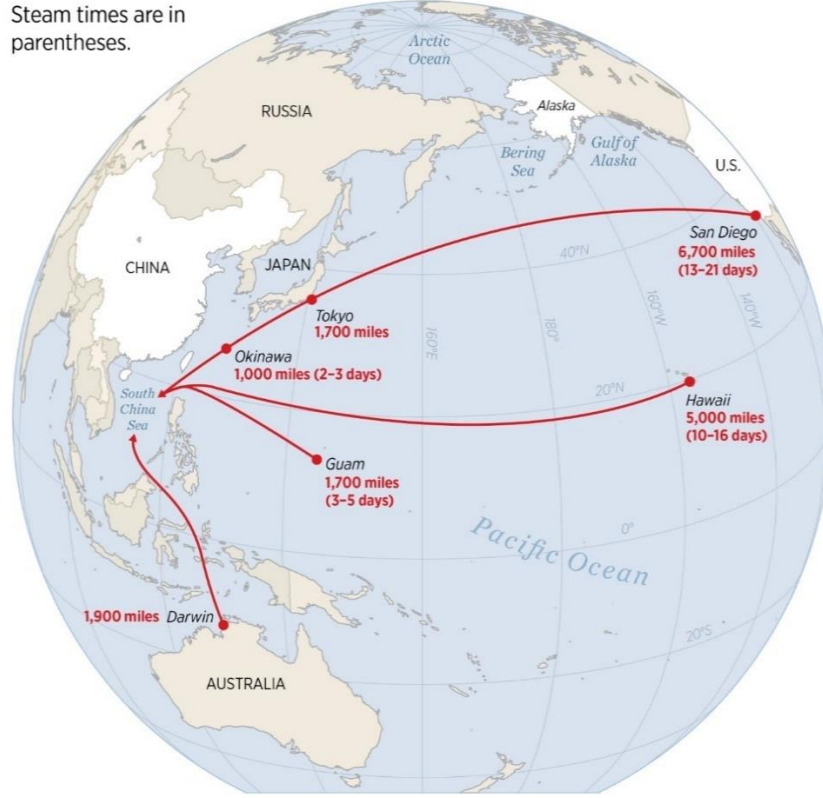 Steam times are in
parentheses.
Arctic
Ocean
RUSSIA
Alaska
Bering
Sea
Gulf of
Alaska
U.S.
San Diego
6,700 miles
(13–21 days)
40°N
CHINA
JAPAN
Tokyo
1,700 miles
160°E
180°
160°W
140°W
Okinawa
1,000 miles (2–3 days)
South
China
Sea
20°N
Hawaii
5,000 miles
(10–16 days)
Guam
1,700 miles
(3–5 days)
Pacific Ocean
0°
1,900 miles Darwin
20°S
AUSTRALIA